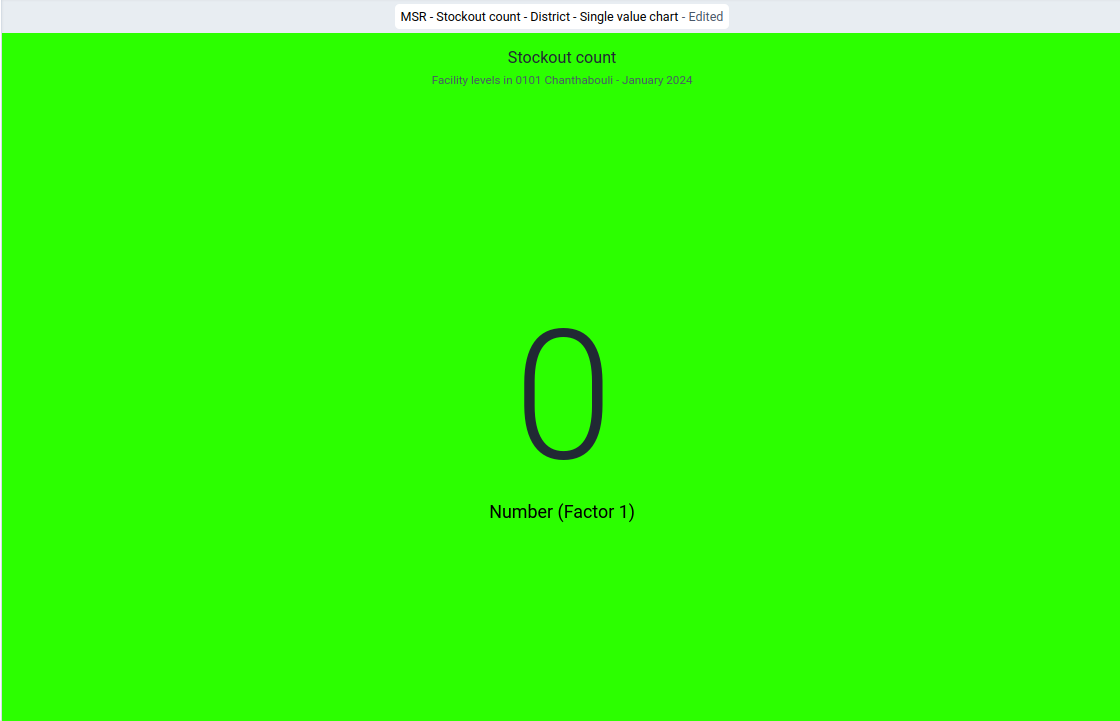 MSR - Stockout count - District - Single value chart - Edited
Stockout count
Facility levels in 0101 Chanthabouli - January 2024
0
Number (Factor 1)